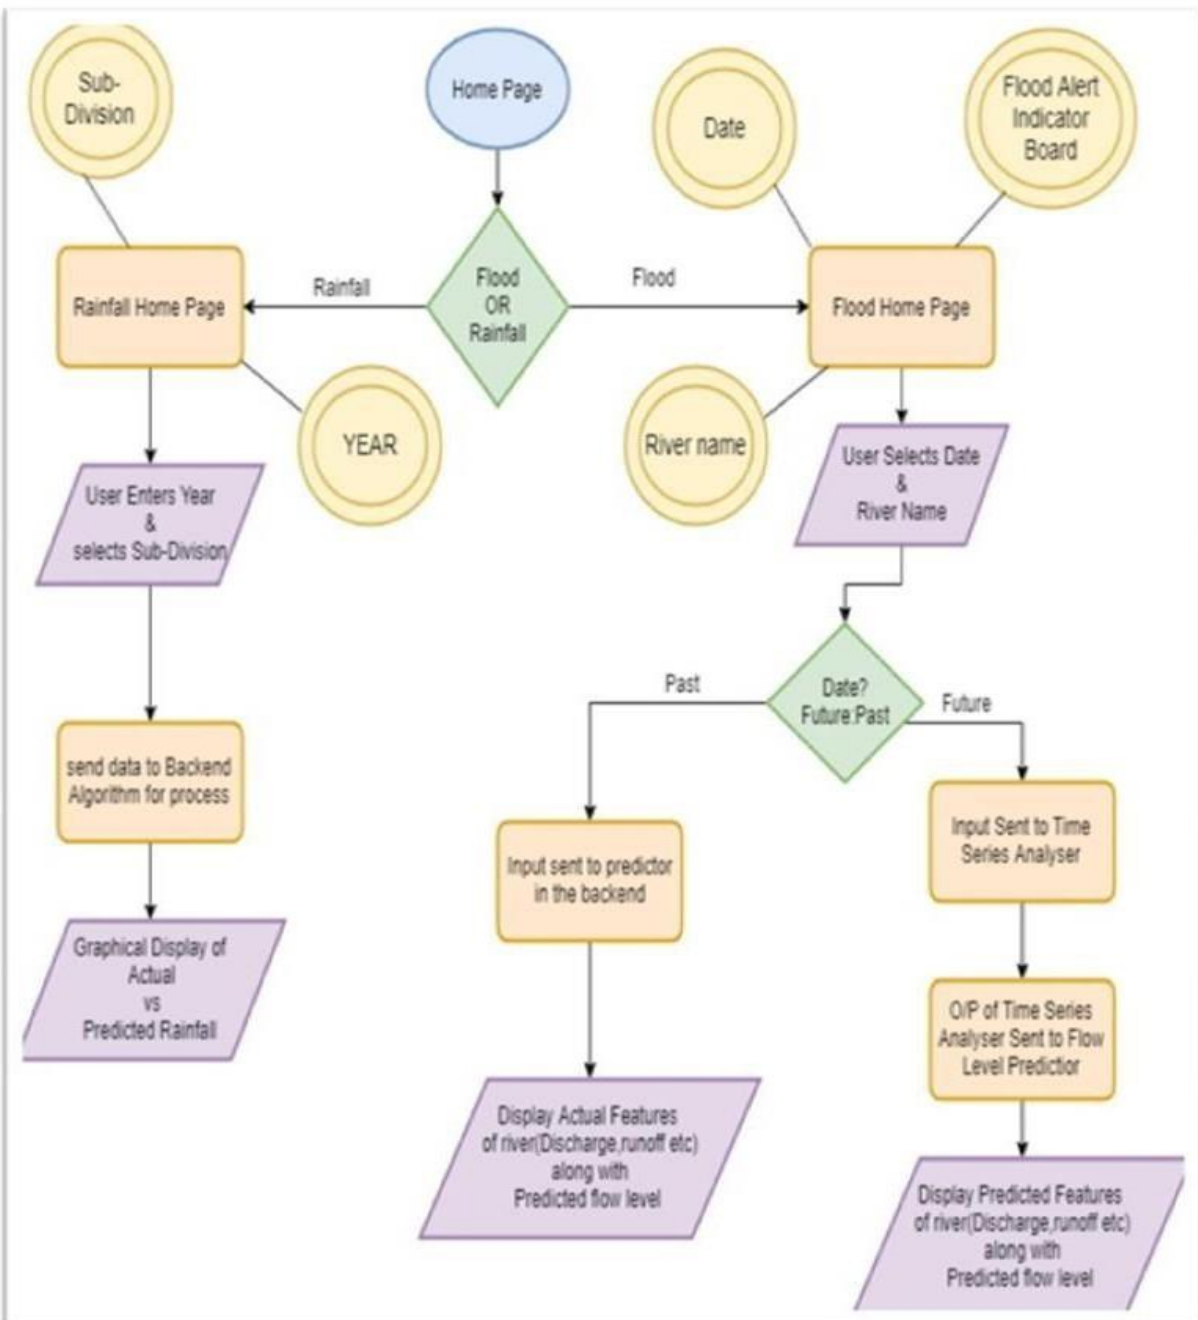 Sub-
Division
Home Page
Date
Flood Alert
Indicator
Board
Rainfall Home Page
Rainfall
Flood
OR
Rainfall
Flood
Flood Home Page
YEAR
River name
User Enters Year
&
selects Sub-Division
User Selects Date
&
River Name
Date?
Future:Past
Past
Future
send data to Backend
Algorithm for process
Input sent to predictor
in the backend
Input Sent to Time
Series Analyser
Graphical Display of
Actual
vs
Predicted Rainfall
O/P of Time Series
Analyser Sent to Flow
Level Predictior
Display Actual Features
of river(Discharge,runoff etc)
along with
Predicted flow level
Display Predicted Features
of river(Discharge,runoff etc)
along with
Predicted flow level